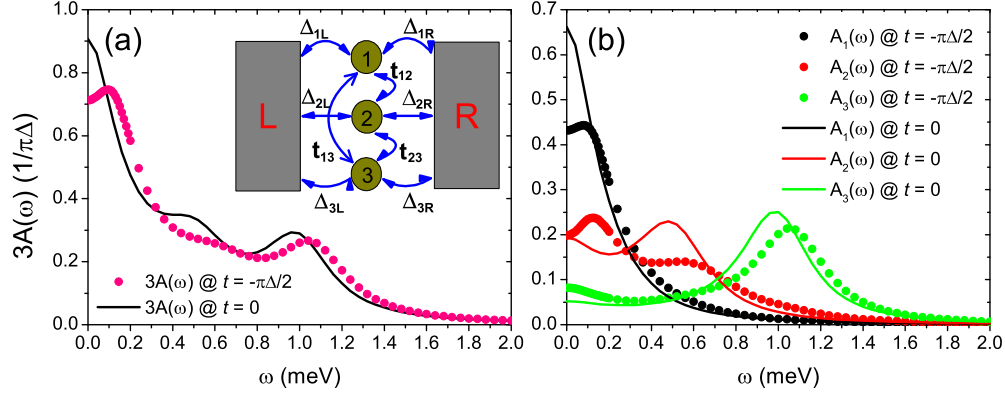 (a)
Δ1L
Δ1R
1
t12
Δ2L
Δ2R
L
2
R
t13
t23
3
Δ3L
Δ3R
3A(ω) @ t = -πΔ/2
3A(ω) @ t = 0
3A(ω) (1/πΔ)
1.0
0.8
0.6
0.4
0.2
0.0
0.0 0.2 0.4 0.6 0.8 1.0 1.2 1.4 1.6 1.8 2.0
ω (meV)
(b)
A1(ω) @ t = -πΔ/2
A2(ω) @ t = -πΔ/2
A3(ω) @ t = -πΔ/2
A1(ω) @ t = 0
A2(ω) @ t = 0
A3(ω) @ t = 0
0.7
0.6
0.5
0.4
0.3
0.2
0.1
0.0
0.0 0.2 0.4 0.6 0.8 1.0 1.2 1.4 1.6 1.8 2.0
ω (meV)